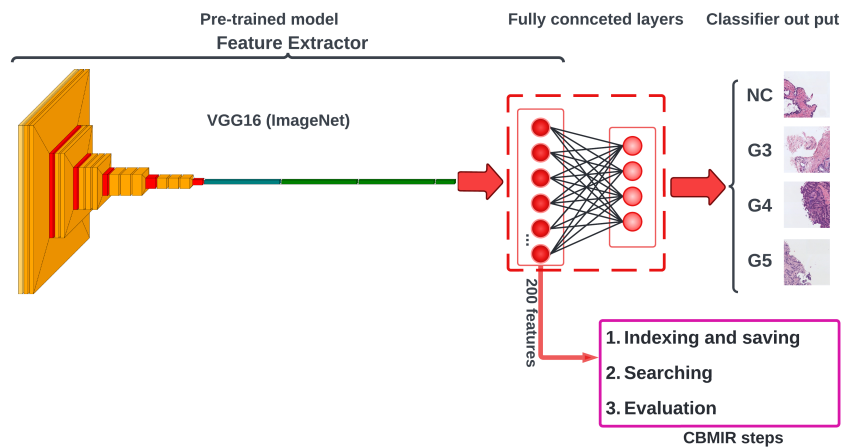 Pre-trained model
Fully connceted layers
Classifier out put
Feature Extractor
VGG16 (ImageNet)
NC
G3
G4
G5
...
200 features
1. Indexing and saving
2. Searching
3. Evaluation
CBMIR steps